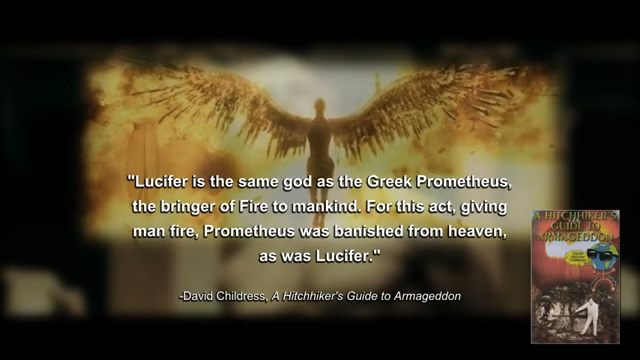 "Lucifer is the same god as the Greek Prometheus,
the bringer of Fire to mankind. For this act, giving
man fire, Prometheus was banished from heaven,
as was Lucifer."
-David Childress, A Hitchhiker's Guide to Armageddon
A HITCHHIKER'S
GUIDE TO
ARMAGEDDON